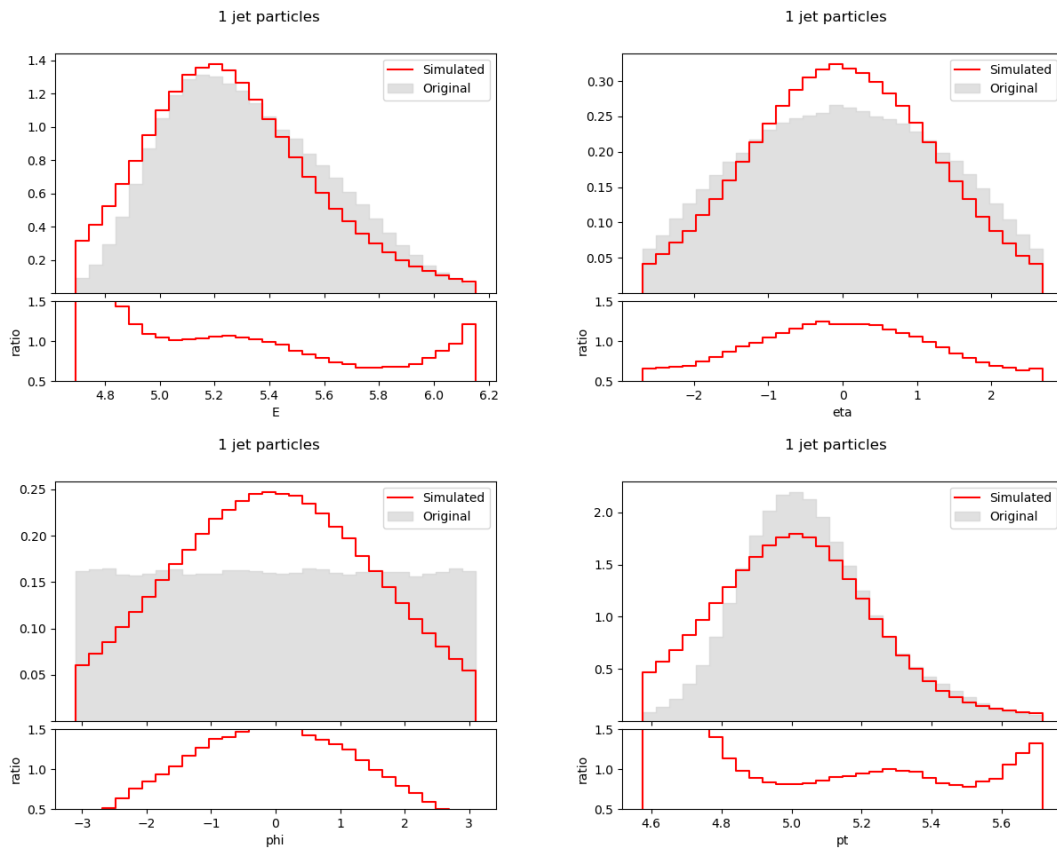 1 jet particles
1.4
1.2
1.0
0.8
0.6
0.4
0.2
Simulated
Original
1.5
1.0
0.5
ratio
4.8 5.0 5.2 5.4 5.6 5.8 6.0 6.2
E
1 jet particles
0.30
0.25
0.20
0.15
0.10
0.05
Simulated
Original
1.5
1.0
0.5
ratio
−2 −1 0 1 2
eta
1 jet particles
0.25
0.20
0.15
0.10
0.05
Simulated
Original
1.5
1.0
0.5
ratio
−3 −2 −1 0 1 2 3
phi
1 jet particles
2.0
1.5
1.0
0.5
Simulated
Original
1.5
1.0
0.5
ratio
4.6 4.8 5.0 5.2 5.4 5.6
pt